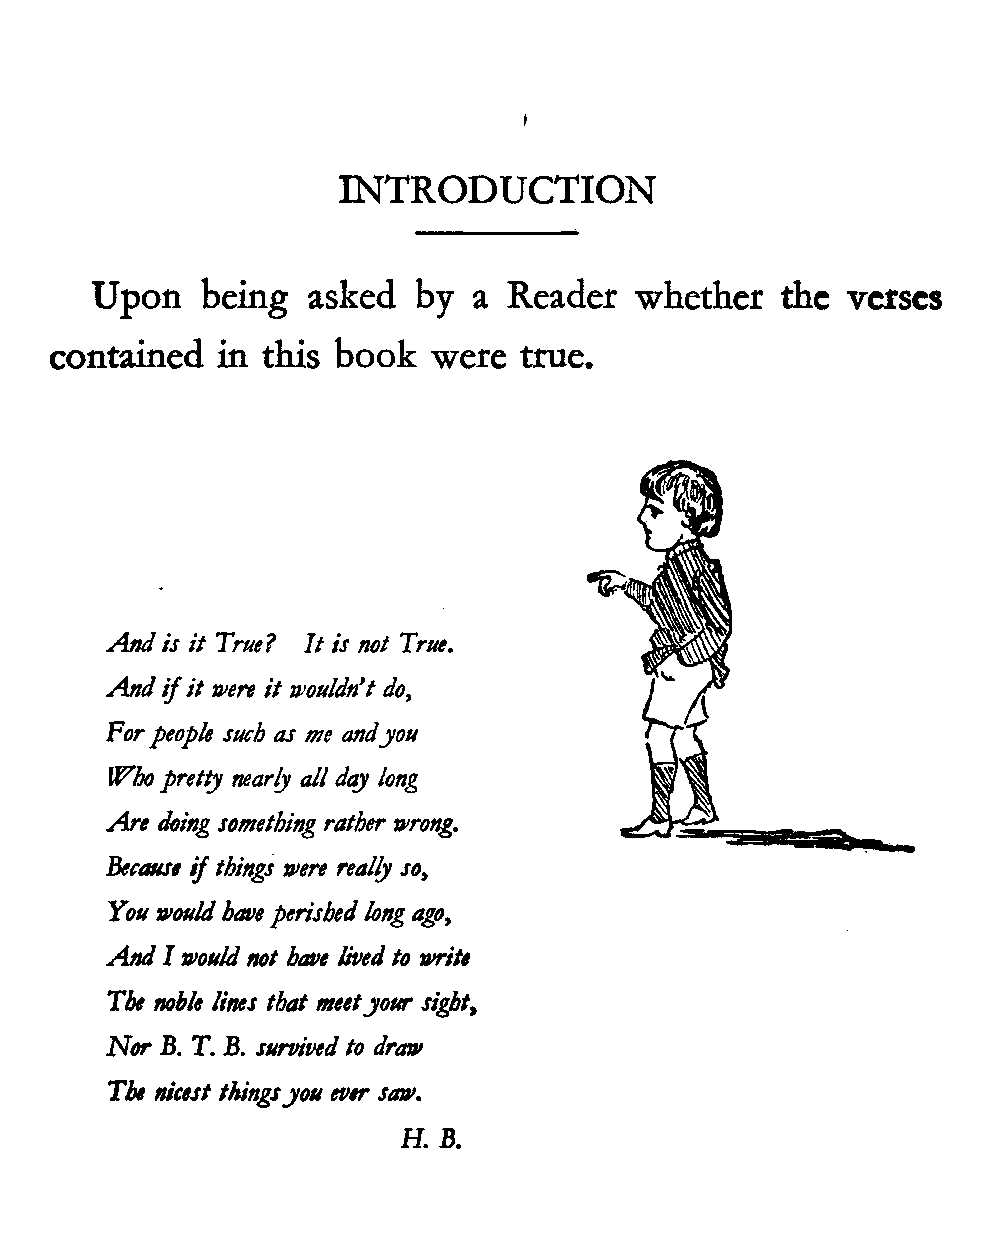 INTRODUCTION
Upon being asked by a Reader whether the verses
contained in this book were true.
And is it True? It is not True.
And if it were it wouldn't do,
For people such as me and you
Who pretty nearly all day long
Are doing something rather wrong.
Because if things were really so,
You would have perished long ago,
And I would not have lived to write
The noble lines that meet your sight,
Nor B. T. B. survived to draw
The nicest things you ever saw.
H. B.